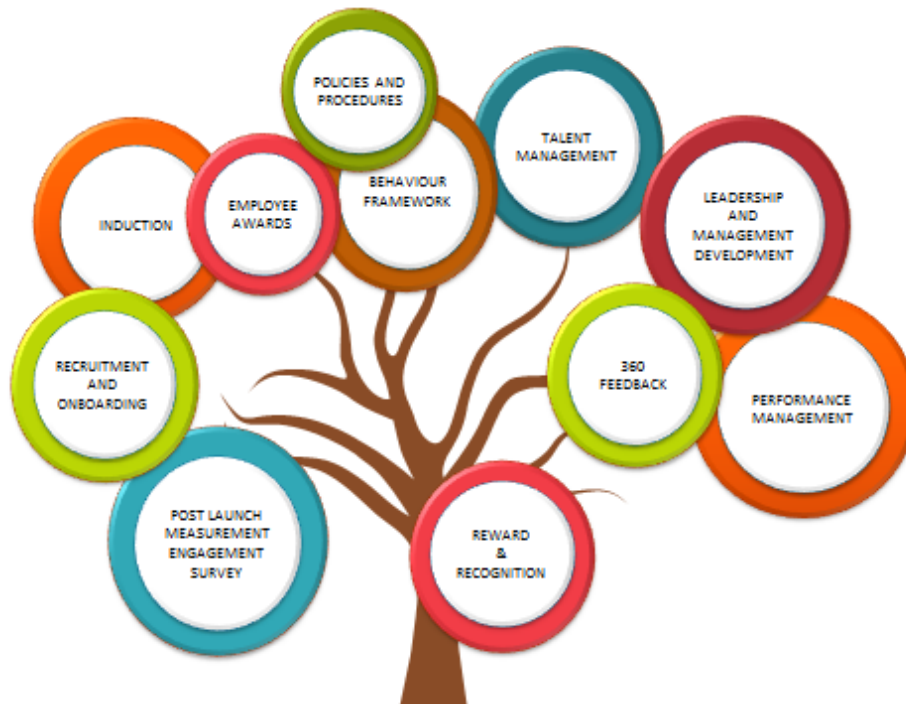 POLICIES AND
PROCEDURES
TALENT
MANAGEMENT
BEHAVIOUR
FRAMEWORK
EMPLOYEE
AWARDS
INDUCTION
LEADERSHIP
AND
MANAGEMENT
DEVELOPMENT
RECRUITMENT
AND
ONBOARDING
360
FEEDBACK
PERFORMANCE
MANAGEMENT
POST LAUNCH
MEASUREMENT
ENGAGEMENT
SURVEY
REWARD
&
RECOGNITION